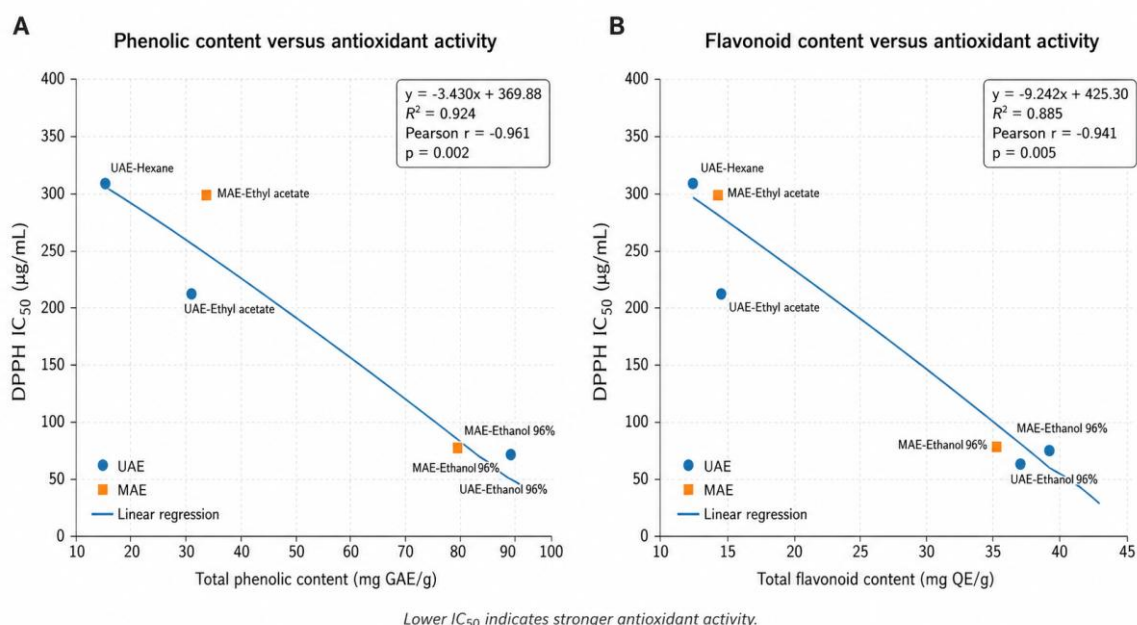 A
Phenolic content versus antioxidant activity
y = -3.430x + 369.88
R² = 0.924
Pearson r = -0.961
p = 0.002
UAE-Hexane
MAE-Ethyl acetate
UAE-Ethyl acetate
MAE-Ethanol 96%
MAE-Ethanol 96%
UAE-Ethanol 96%
UAE
MAE
Linear regression
DPPH IC₅₀ (µg/mL)
400
350
300
250
200
150
100
50
0
10 20 30 40 50 60 70 80 90 100
Total phenolic content (mg GAE/g)
B
Flavonoid content versus antioxidant activity
y = -9.242x + 425.30
R² = 0.885
Pearson r = -0.941
p = 0.005
UAE-Hexane
MAE-Ethyl acetate
UAE-Ethyl acetate
MAE-Ethanol 96%
MAE-Ethanol 96%
UAE-Ethanol 96%
UAE
MAE
Linear regression
DPPH IC₅₀ (µg/mL)
400
350
300
250
200
150
100
50
0
10 15 20 25 30 35 40 45
Total flavonoid content (mg QE/g)
Lower IC₅₀ indicates stronger antioxidant activity.